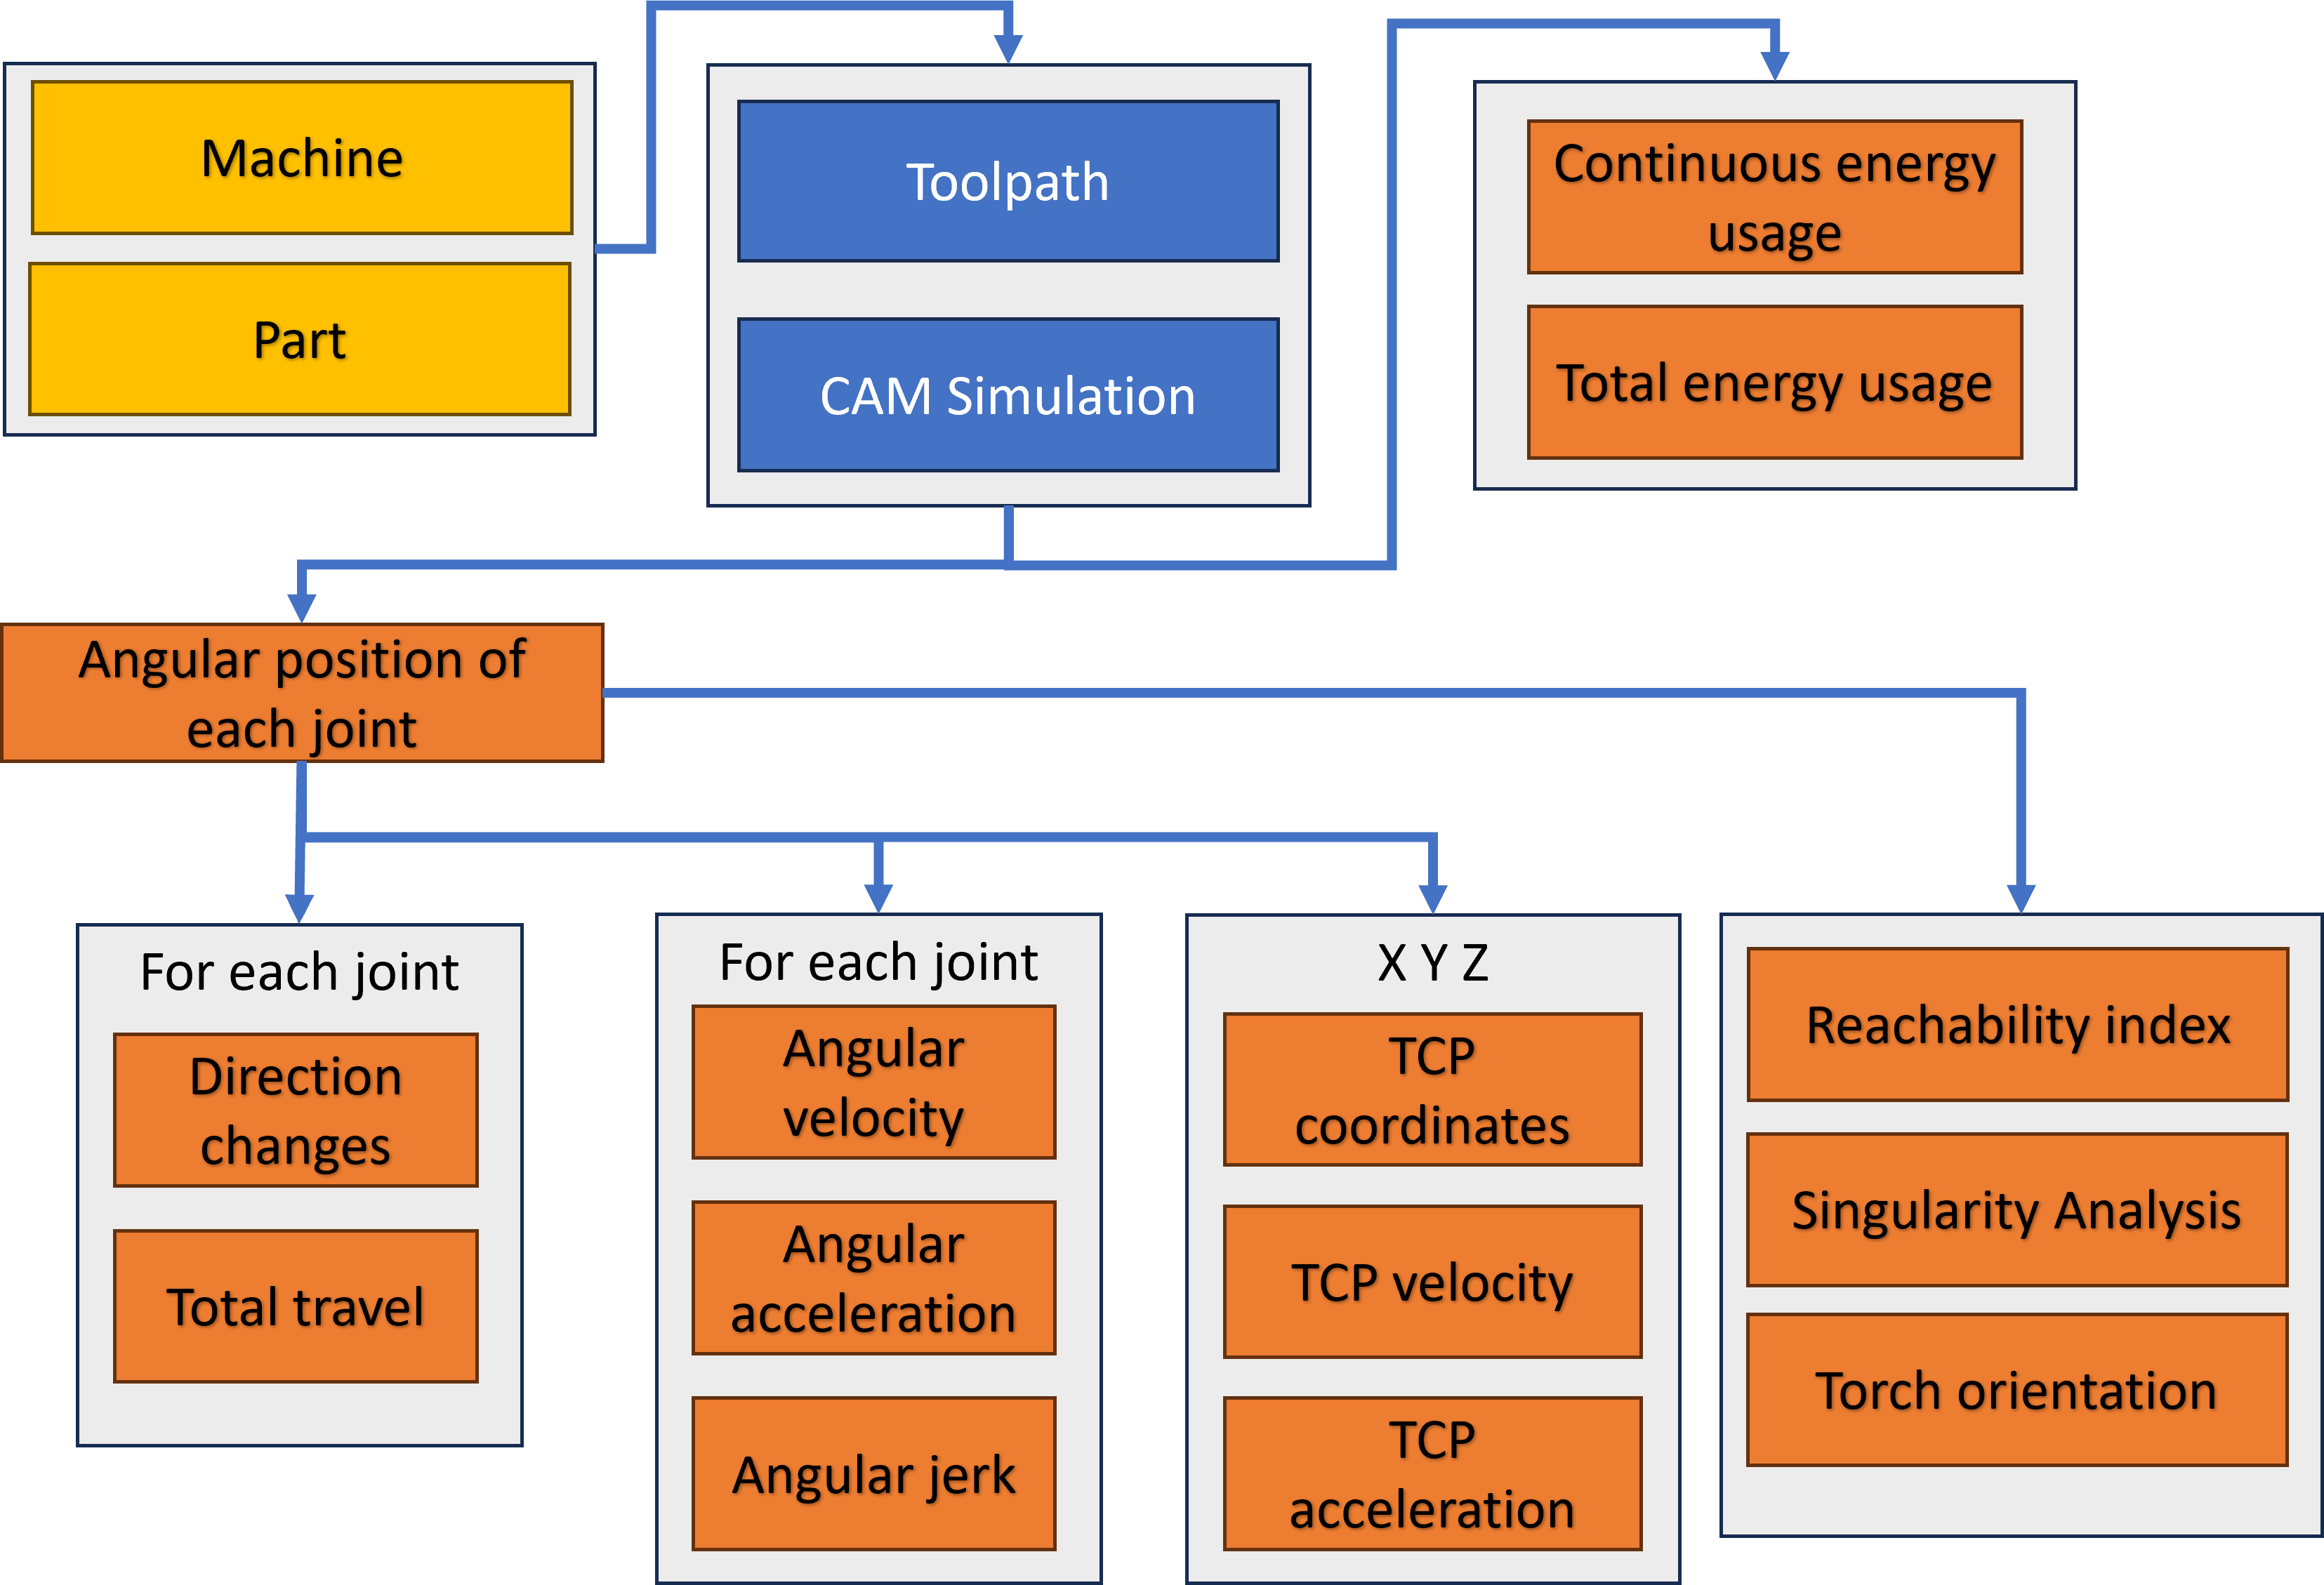 Machine
Part
Toolpath
CAM Simulation
Continuous energy
usage
Total energy usage
Angular position of
each joint
For each joint
Direction
changes
Total travel
For each joint
Angular
velocity
Angular
acceleration
Angular jerk
X Y Z
TCP
coordinates
TCP velocity
TCP
acceleration
Reachability index
Singularity Analysis
Torch orientation